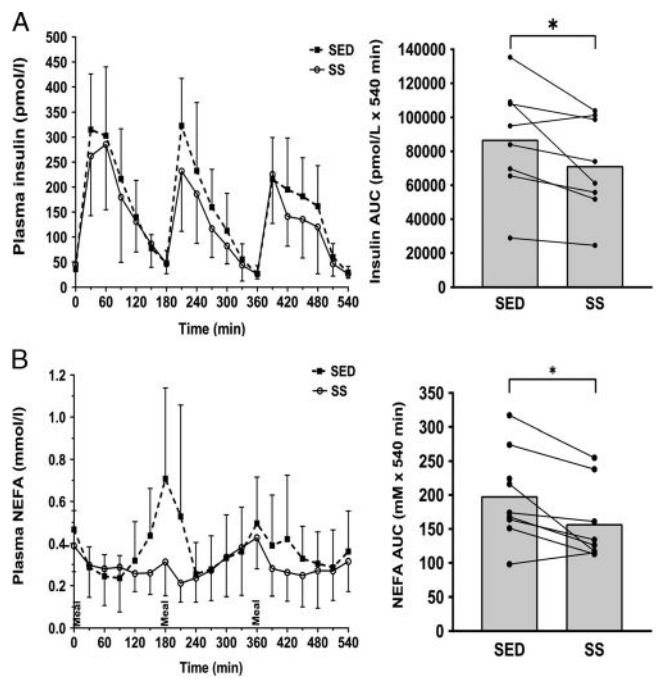 A
Plasma insulin (pmol/l)
500
450
400
350
300
250
200
150
100
50
0
0 60 120 180 240 300 360 420 480 540
Time (min)
SED
SS
*
Insulin AUC (pmol/L x 540 min)
140000
120000
100000
80000
60000
40000
20000
0
SED SS
B
Plasma NEFA (mmol/l)
1.2
1.0
0.8
0.6
0.4
0.2
0.0
Meal Meal Meal
0 60 120 180 240 300 360 420 480 540
Time (min)
SED
SS
*
NEFA AUC (mM x 540 min)
350
300
250
200
150
100
50
0
SED SS